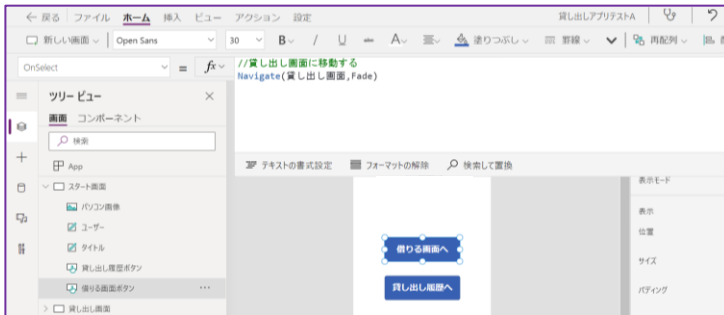 ← 戻る ファイル ホーム 挿入 ビュー アクション 設定 貸し出しアプリテストA
新しい画面 Open Sans 30 B / U abc A 塗りつぶし 罫線 再配列
OnSelect = fx //貸し出し画面に移動する
Navigate(貸し出し画面,Fade)
ツリー ビュー
画面 コンポーネント
検索
App
テキストの書式設定 フォーマットの解除 検索して置換
スタート画面
パソコン画像
ユーザー
タイトル
貸し出し履歴ボタン
借りる画面ボタン ...
貸し出し画面
借りる画面へ
貸し出し履歴へ
表示モード
表示
位置
サイズ
パディング